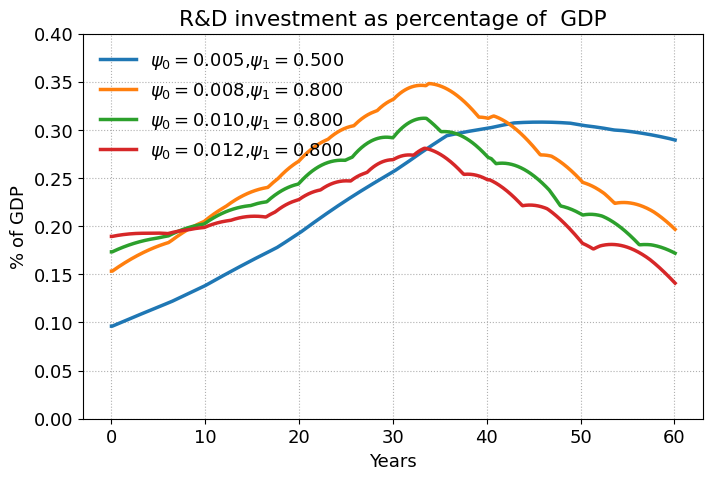 R&D investment as percentage of  GDP
% of GDP
0.40
0.35
0.30
0.25
0.20
0.15
0.10
0.05
0.00
ψ₀ = 0.005,ψ₁ = 0.500
ψ₀ = 0.008,ψ₁ = 0.800
ψ₀ = 0.010,ψ₁ = 0.800
ψ₀ = 0.012,ψ₁ = 0.800
0 10 20 30 40 50 60
Years